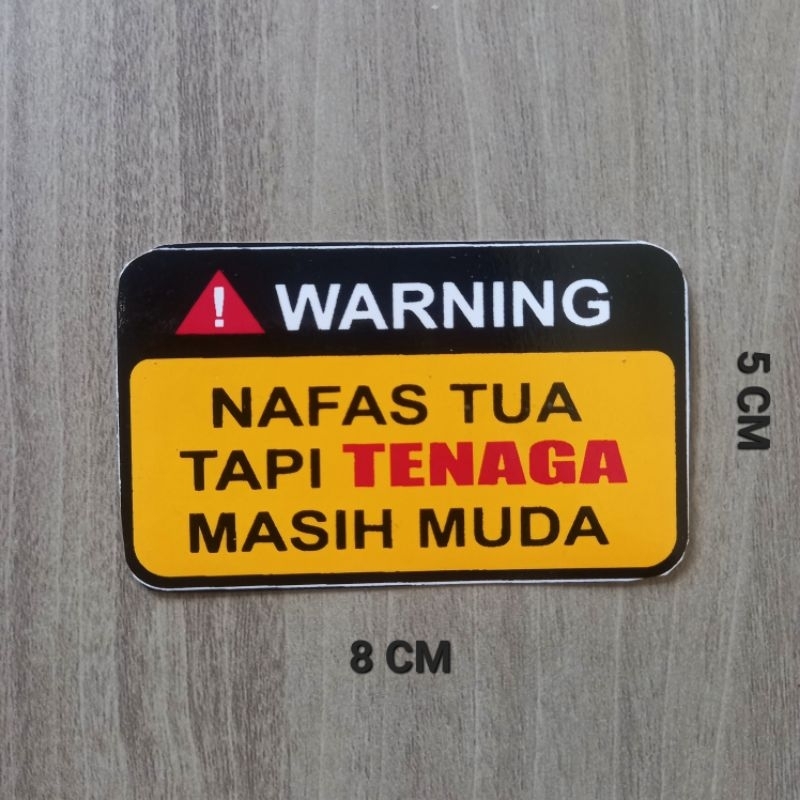 ! WARNING
NAFAS TUA
TAPI TENAGA
MASIH MUDA
5 CM
8 CM